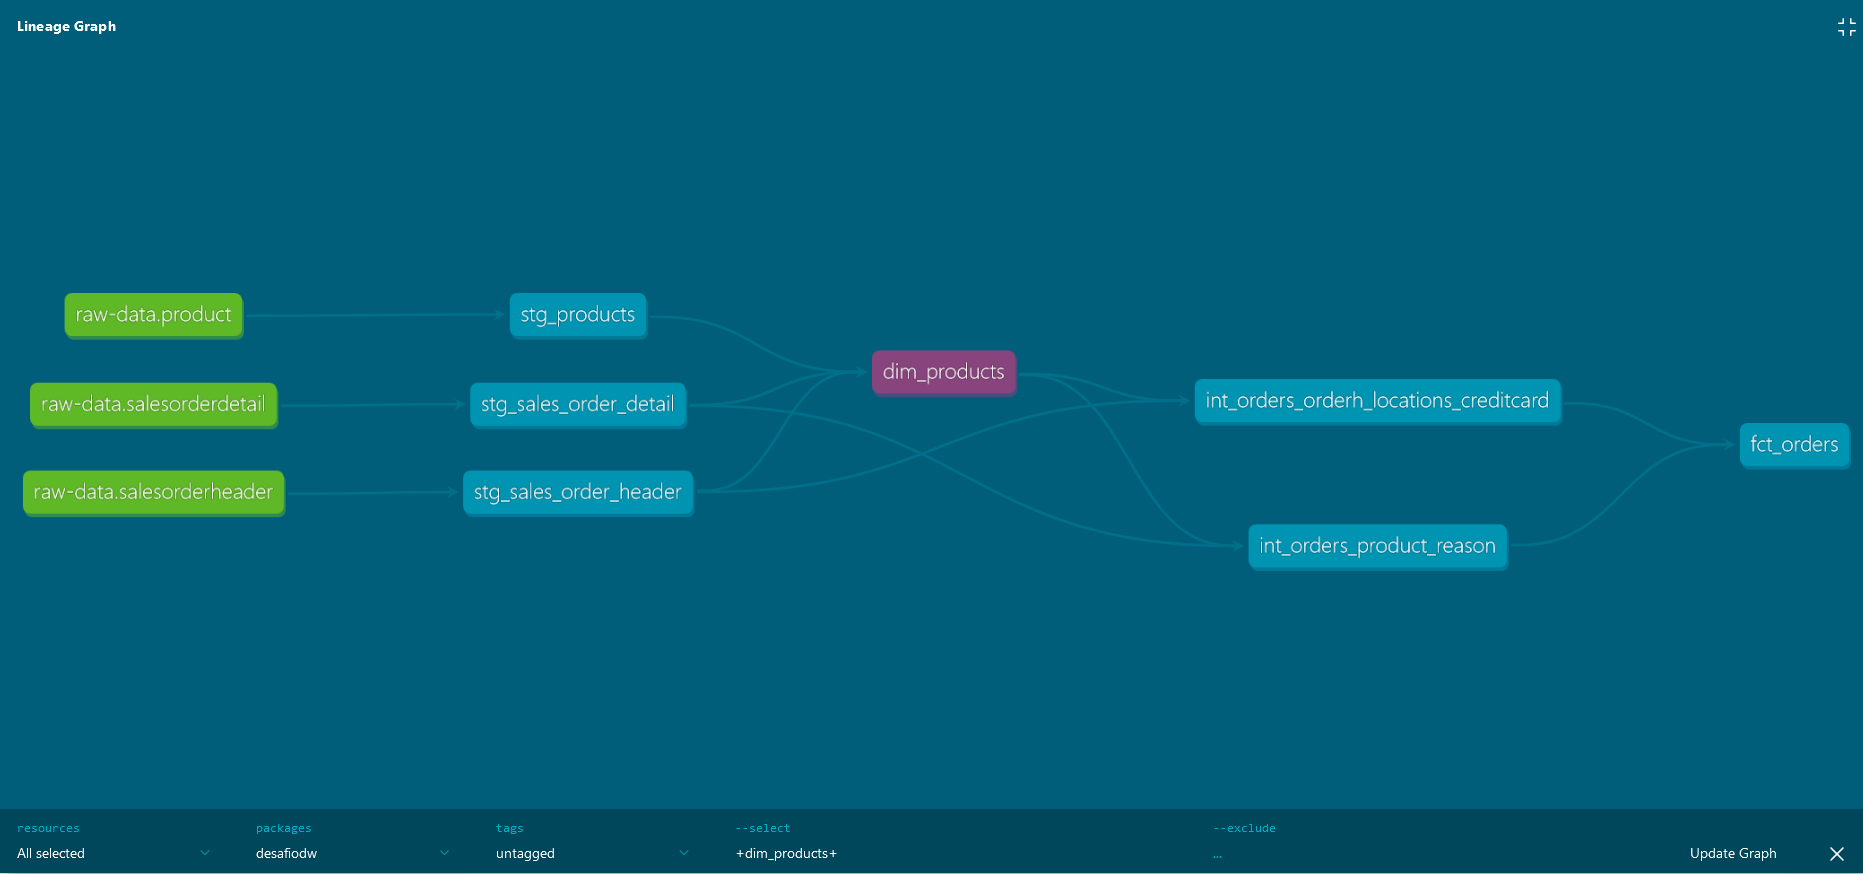 Lineage Graph
raw-data.product
stg_products
dim_products
raw-data.salesorderdetail
stg_sales_order_detail
int_orders_orderh_locations_creditcard
fct_orders
raw-data.salesorderheader
stg_sales_order_header
int_orders_product_reason
resources
packages
tags
--select
--exclude
All selected
desafiodw
untagged
+dim_products+
...
Update Graph